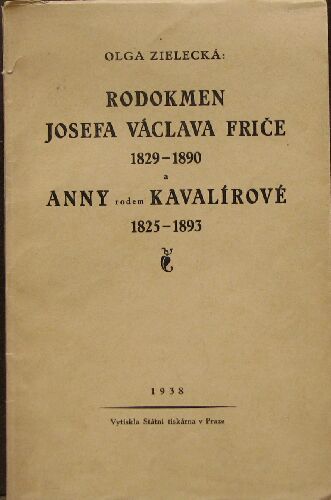 OLGA ZIELECKÁ:
RODOKMEN
JOSEFA VÁCLAVA FRIČE
1829-1890
a
ANNY rodem KAVALÍROVÉ
1825-1893
1938
Vytiskla Státní tiskárna v Praze